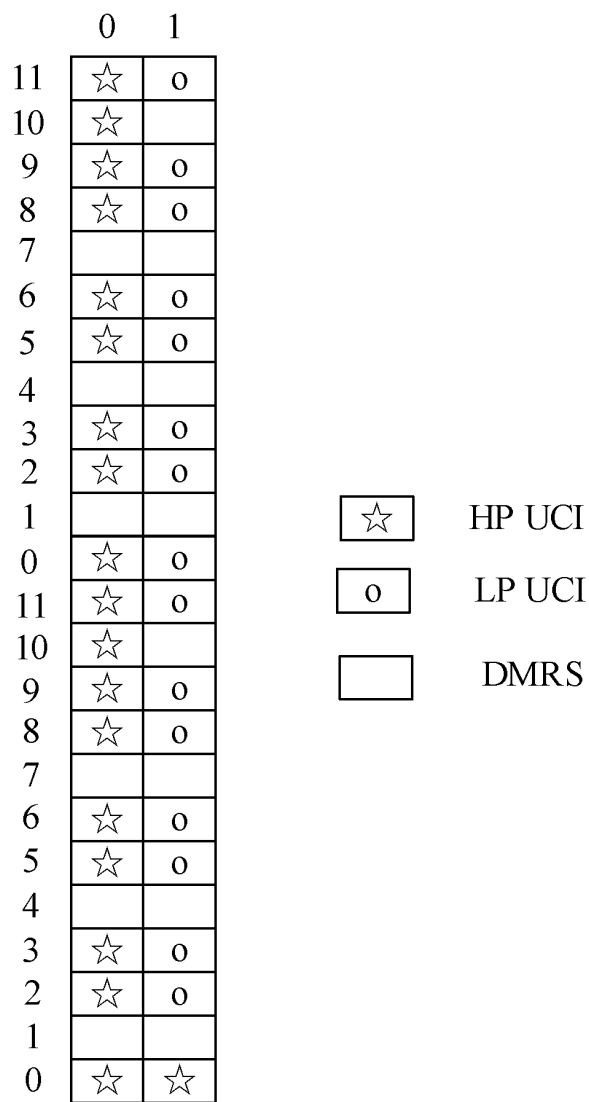 0 1
11 ☆ o
10 ☆
9 ☆ o
8 ☆ o
7
6 ☆ o
5 ☆ o
4
3 ☆ o
2 ☆ o
1
0 ☆ o
11 ☆ o
10 ☆
9 ☆ o
8 ☆ o
7
6 ☆ o
5 ☆ o
4
3 ☆ o
2 ☆ o
1
0 ☆ ☆
☆ HP UCI
o LP UCI
DMRS